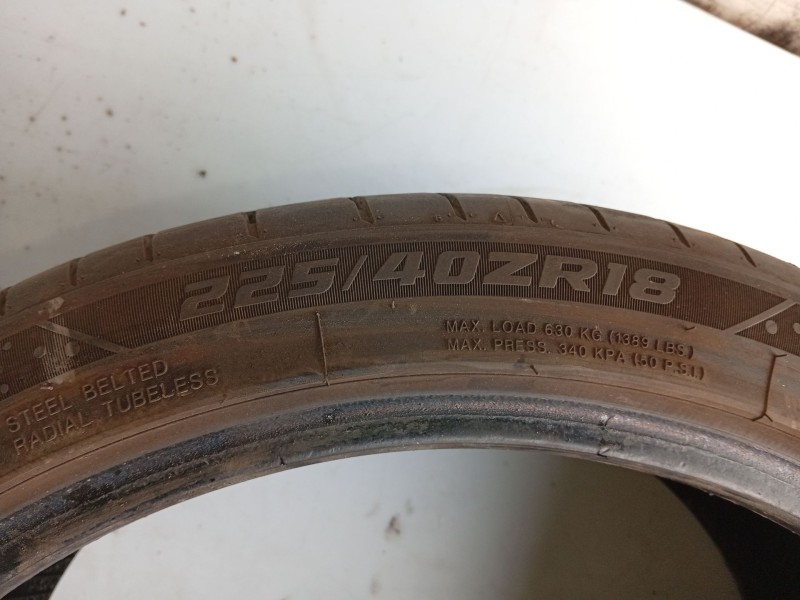 225/40ZR18
MAX. LOAD 630 KG (1389 LBS)
MAX. PRESS. 340 KPA (50 P.S.I)
STEEL BELTED
RADIAL TUBELESS